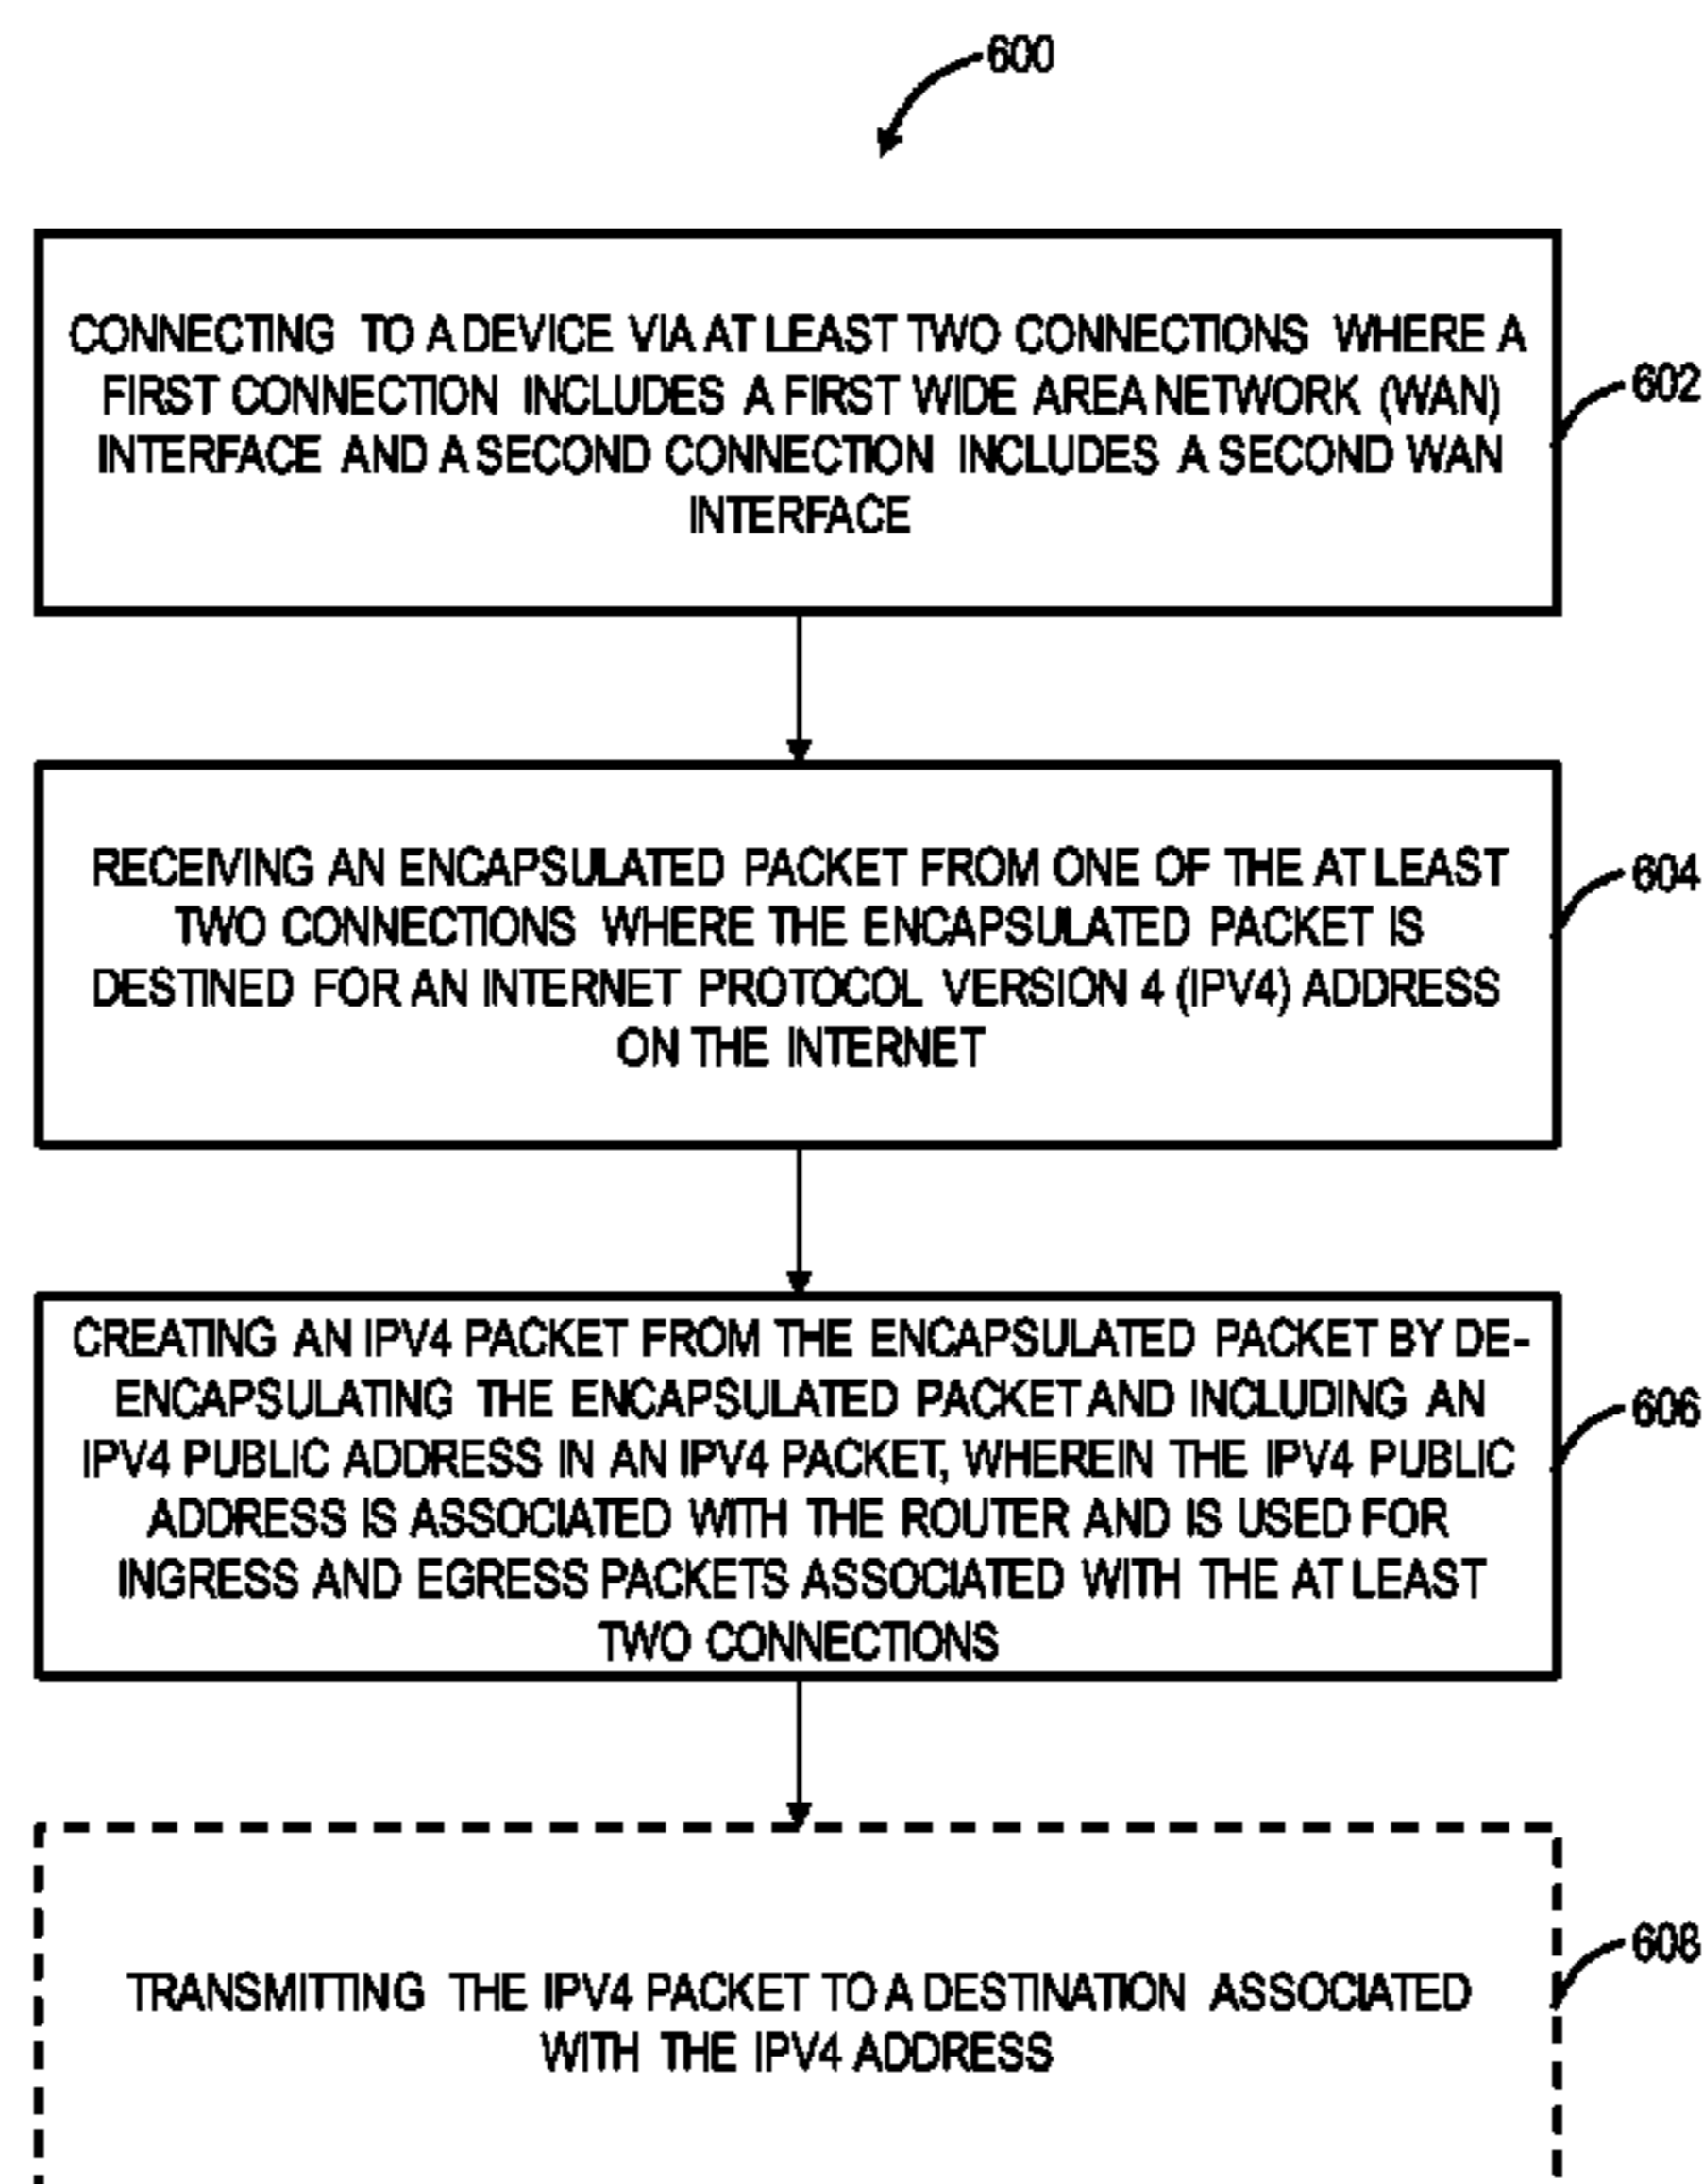 600
CONNECTING TO A DEVICE VIA AT LEAST TWO CONNECTIONS WHERE A
FIRST CONNECTION INCLUDES A FIRST WIDE AREA NETWORK (WAN)
INTERFACE AND A SECOND CONNECTION INCLUDES A SECOND WAN
INTERFACE
602
RECEIVING AN ENCAPSULATED PACKET FROM ONE OF THE AT LEAST
TWO CONNECTIONS WHERE THE ENCAPSULATED PACKET IS
DESTINED FOR AN INTERNET PROTOCOL VERSION 4 (IPV4) ADDRESS
ON THE INTERNET
604
CREATING AN IPV4 PACKET FROM THE ENCAPSULATED PACKET BY DE-
ENCAPSULATING THE ENCAPSULATED PACKET AND INCLUDING AN
IPV4 PUBLIC ADDRESS IN AN IPV4 PACKET, WHEREIN THE IPV4 PUBLIC
ADDRESS IS ASSOCIATED WITH THE ROUTER AND IS USED FOR
INGRESS AND EGRESS PACKETS ASSOCIATED WITH THE AT LEAST
TWO CONNECTIONS
606
TRANSMITTING THE IPV4 PACKET TO A DESTINATION ASSOCIATED
WITH THE IPV4 ADDRESS
608